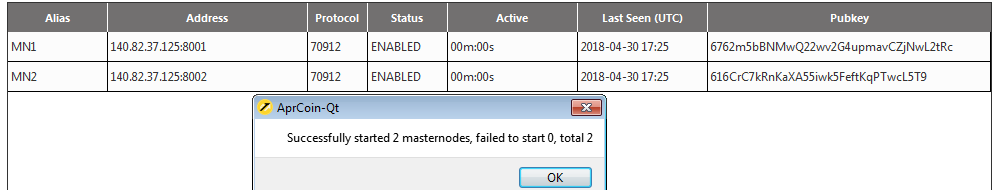 Alias Address Protocol Status Active Last Seen (UTC) Pubkey
MN1 140.82.37.125:8001 70912 ENABLED 00m:00s 2018-04-30 17:25 6762m5bBNMwQ22wv2G4upmavCZjNwL2tRc
MN2 140.82.37.125:8002 70912 ENABLED 00m:00s 2018-04-30 17:25 616CrC7kRnKaXA55iwk5FeftKqPTwcL5T9
AprCoin-Qt
Successfully started 2 masternodes, failed to start 0, total 2
OK